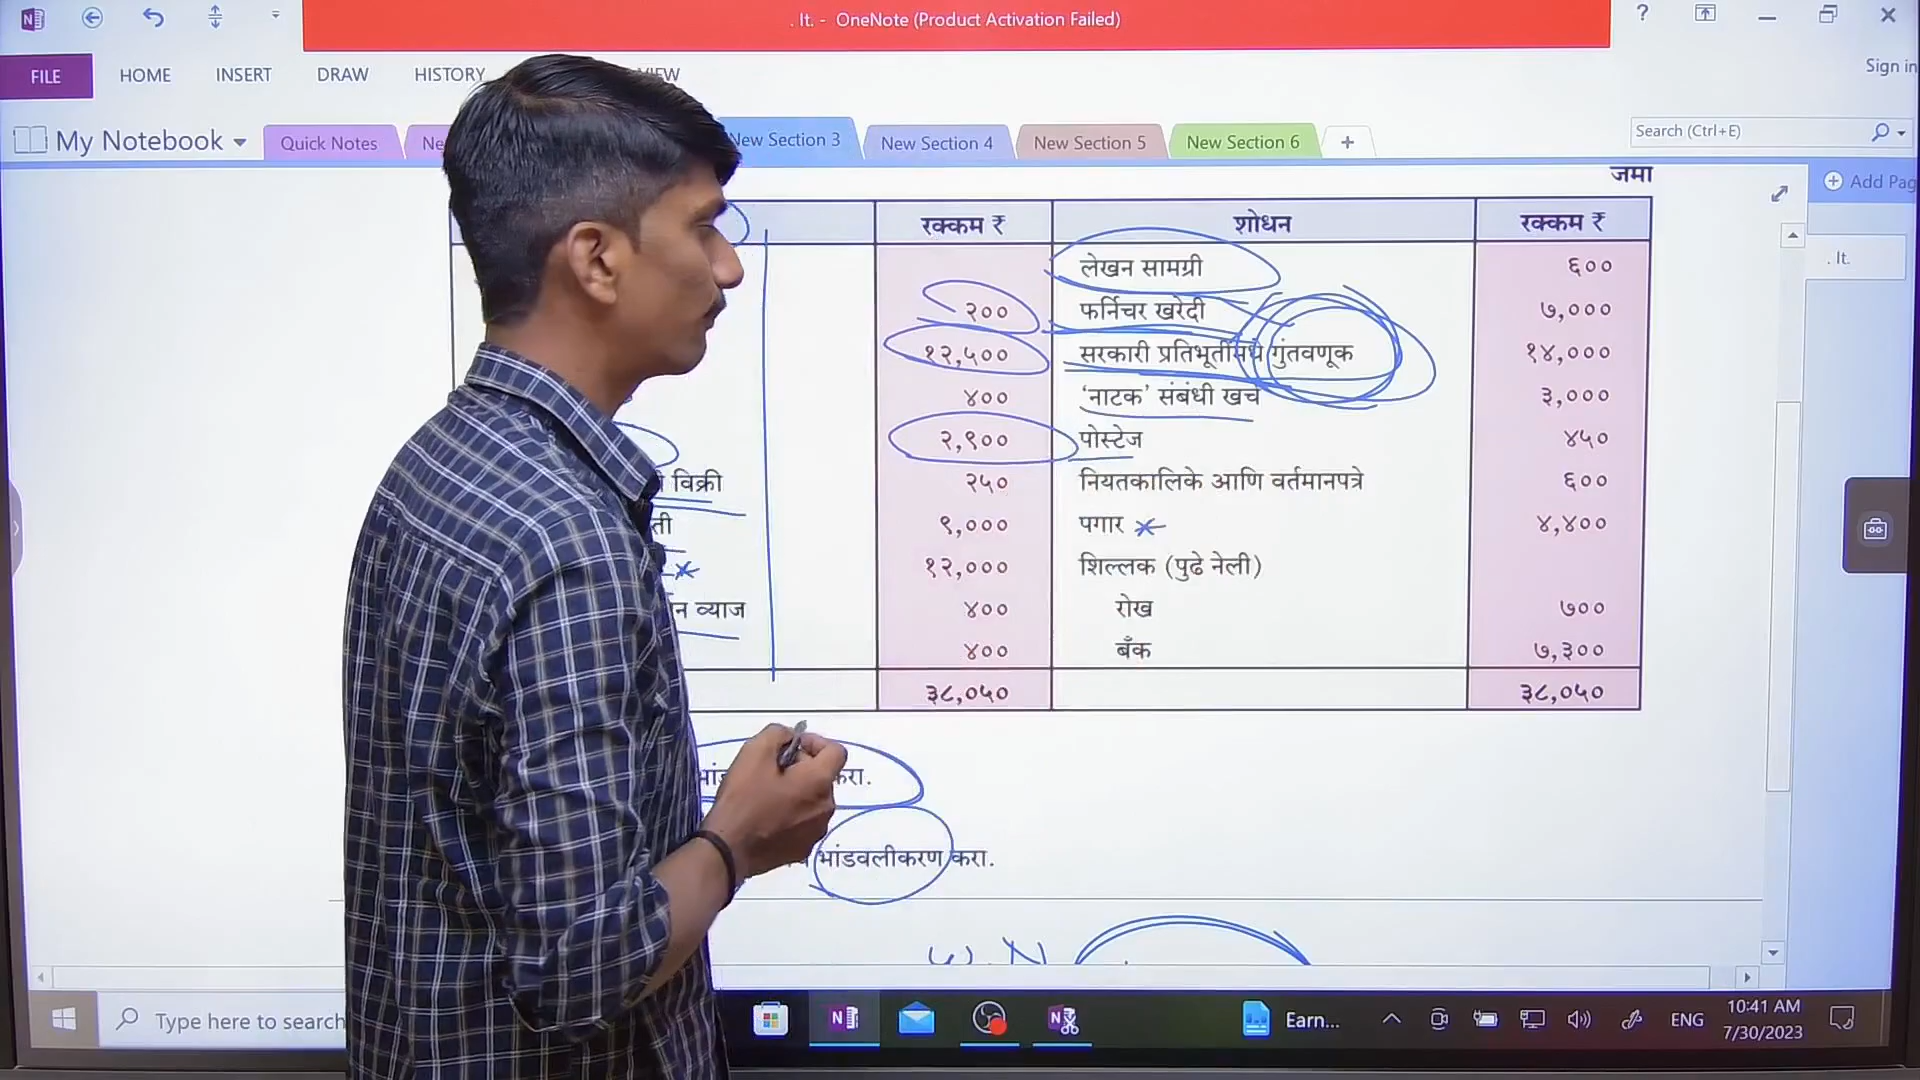 . It. - OneNote (Product Activation Failed)
?
FILE HOME INSERT DRAW HISTORY VIEW
Sign in
My Notebook Quick Notes New Section 3 New Section 4 New Section 5 New Section 6 +
Search (Ctrl+E)
Add Pag
. It.
जमा
रक्कम ₹ शोधन रक्कम ₹
लेखन सामग्री ६००
२०० फर्निचर खरेदी ७,०००
१२,५०० सरकारी प्रतिभूतींमधे गुंतवणूक १४,०००
४०० ‘नाटक’ संबंधी खर्च ३,०००
२,९०० पोस्टेज ४५०
विक्री २५० नियतकालिके आणि वर्तमानपत्रे ६००
ती ९,००० पगार ४,४००
१२,००० शिल्लक (पुढे नेली)
न व्याज ४०० रोख ७००
४०० बँक ७,३००
३८,०५० ३८,०५०
करा.
भांडवलीकरण करा.
W.N
Type here to search
Earn...
ENG
10:41 AM
7/30/2023